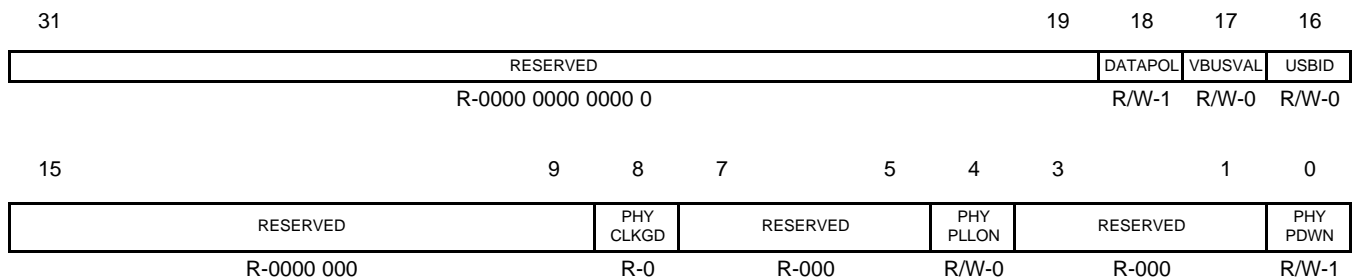 31 19 18 17 16
RESERVED DATAPOL VBUSVAL USBID
R-0000 0000 0000 0 R/W-1 R/W-0 R/W-0
15 9 8 7 5 4 3 1 0
RESERVED PHY CLKGD RESERVED PHY PLLON RESERVED PHY PDWN
R-0000 000 R-0 R-000 R/W-0 R-000 R/W-1